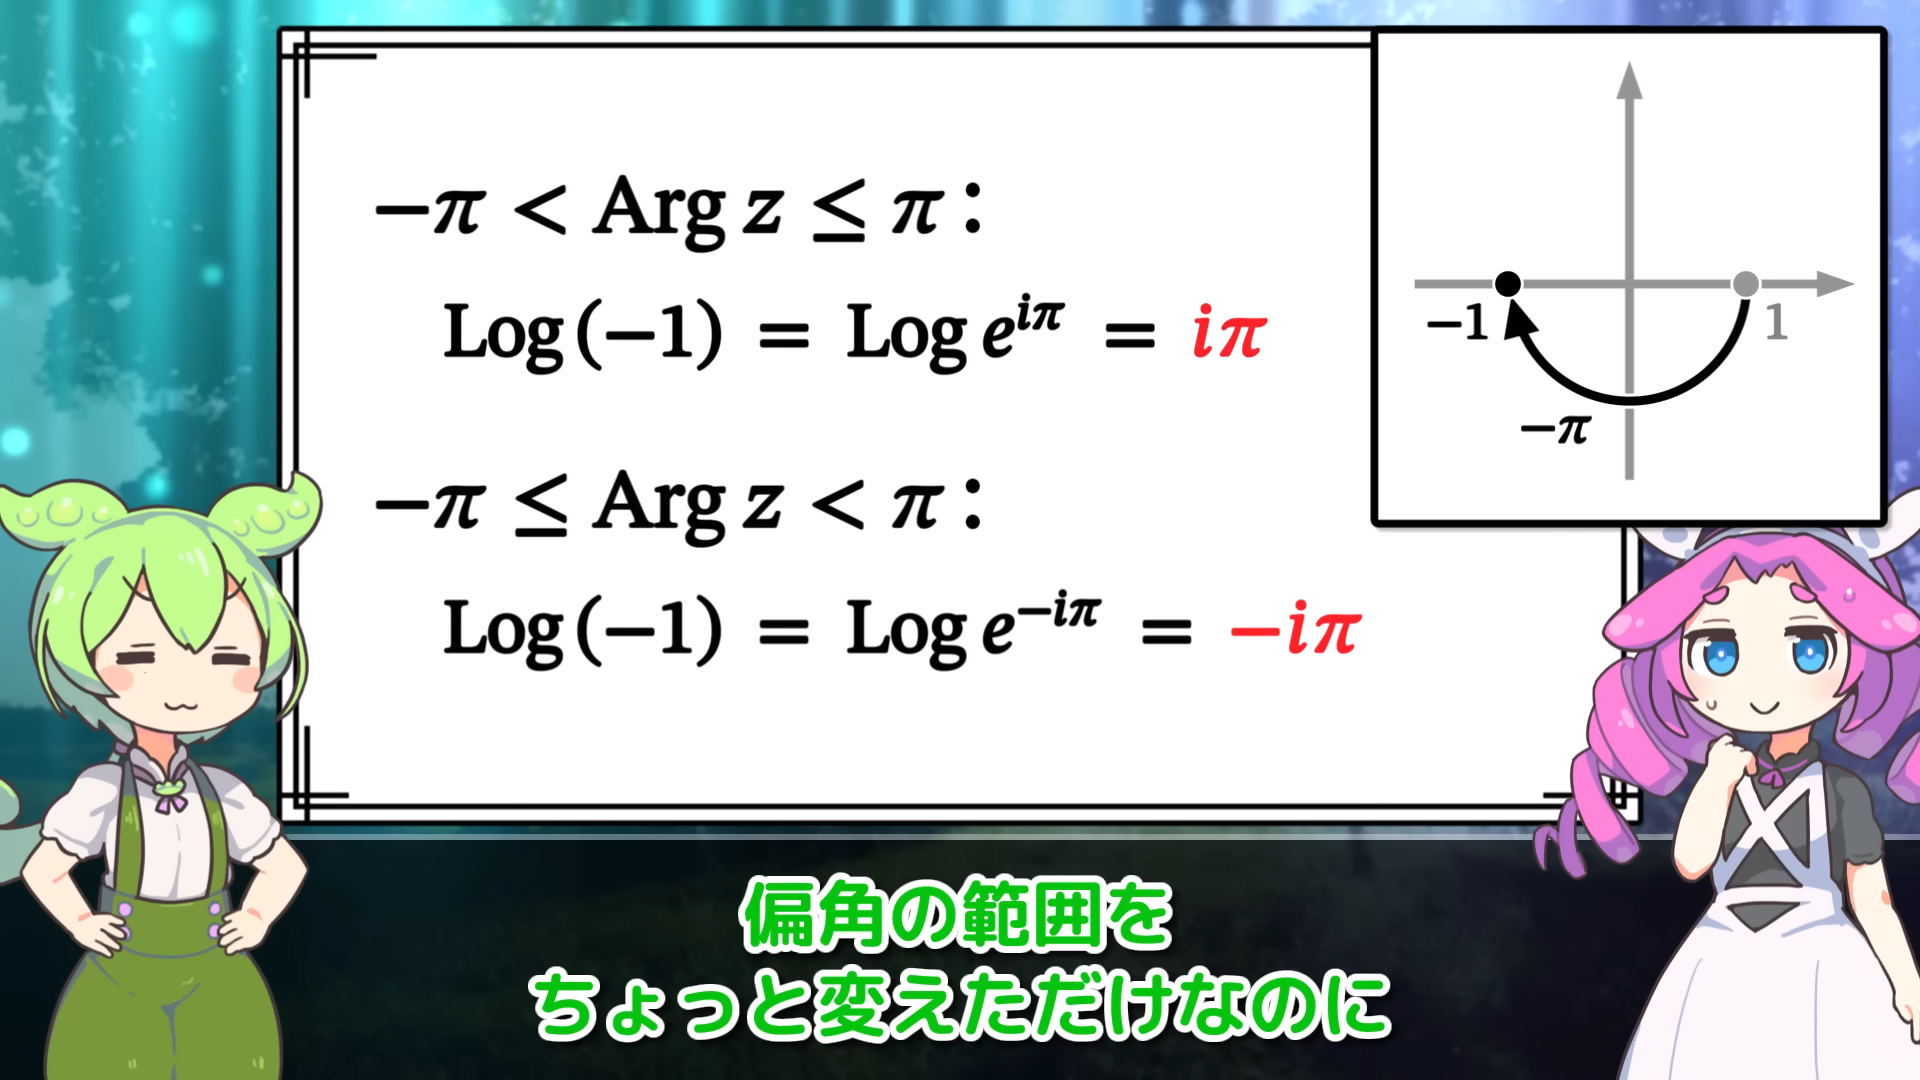 −π < Arg z ≤ π :
Log(−1) = Log e^{iπ} = iπ
−π ≤ Arg z < π :
Log(−1) = Log e^{−iπ} = −iπ
−1
1
−π
偏角の範囲を
ちょっと変えただけなのに